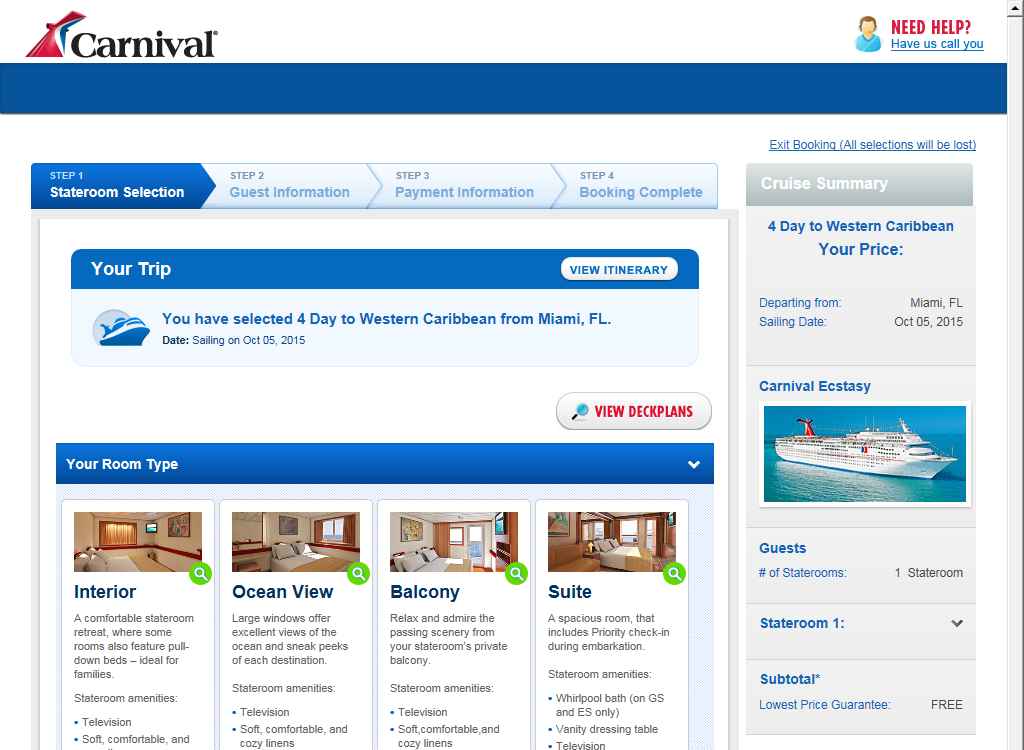 Carnival
NEED HELP?
Have us call you
Exit Booking (All selections will be lost)
STEP 1
Stateroom Selection
STEP 2
Guest Information
STEP 3
Payment Information
STEP 4
Booking Complete
Your Trip
VIEW ITINERARY
You have selected 4 Day to Western Caribbean from Miami, FL.
Date: Sailing on Oct 05, 2015
VIEW DECKPLANS
Your Room Type
Interior
A comfortable stateroom
retreat, where some
rooms also feature pull-
down beds – ideal for
families.
Stateroom amenities:
• Television
• Soft, comfortable, and
Ocean View
Large windows offer
excellent views of the
ocean and sneak peeks
of each destination.
Stateroom amenities:
• Television
• Soft, comfortable, and
cozy linens
Balcony
Relax and admire the
passing scenery from
your stateroom's private
balcony.
Stateroom amenities:
• Television
• Soft,comfortable,and
cozy linens
Suite
A spacious room, that
includes Priority check-in
during embarkation.
Stateroom amenities:
• Whirlpool bath (on GS
and ES only)
• Vanity dressing table
• Television
Cruise Summary
4 Day to Western Caribbean
Your Price:
Departing from: Miami, FL
Sailing Date: Oct 05, 2015
Carnival Ecstasy
Guests
# of Staterooms: 1 Stateroom
Stateroom 1:
Subtotal*
Lowest Price Guarantee: FREE